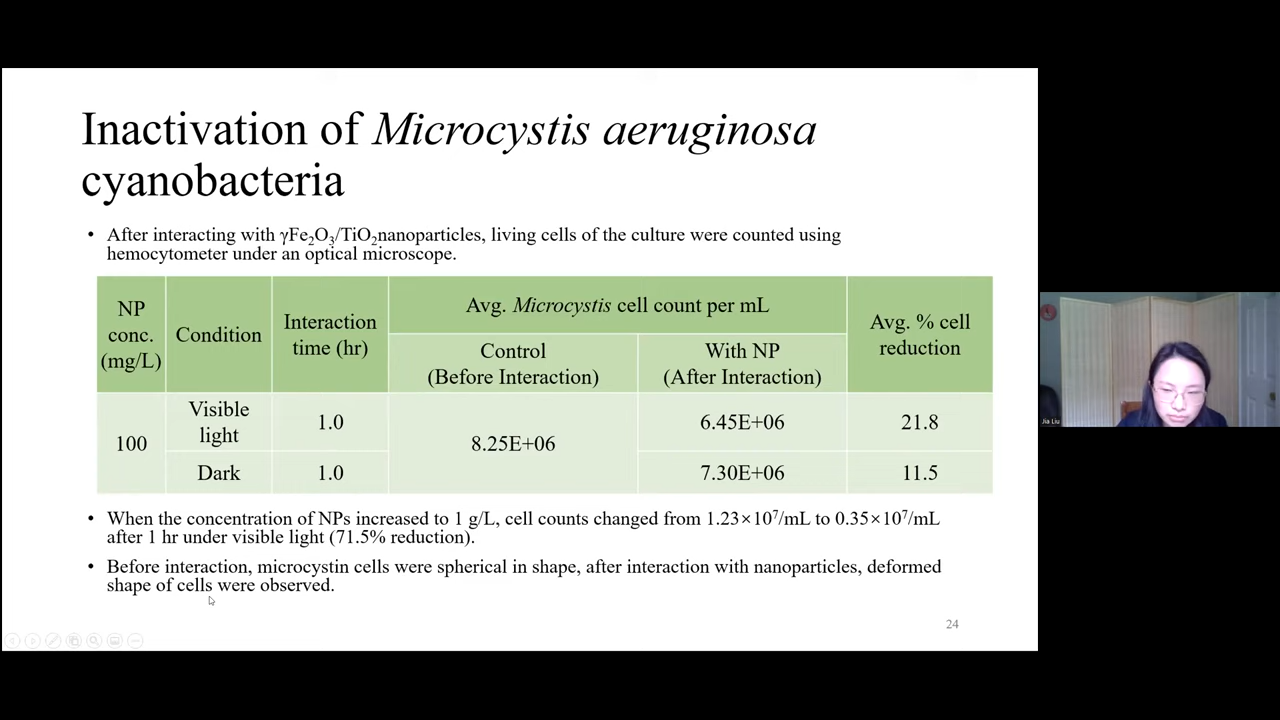 Inactivation of Microcystis aeruginosa
cyanobacteria
• After interacting with γFe₂O₃/TiO₂nanoparticles, living cells of the culture were counted using
hemocytometer under an optical microscope.
NP
conc.
(mg/L)
Condition
Interaction
time (hr)
Avg. Microcystis cell count per mL
Avg. % cell
reduction
Control
(Before Interaction)
With NP
(After Interaction)
100
Visible
light
1.0
8.25E+06
6.45E+06
21.8
Dark
1.0
7.30E+06
11.5
• When the concentration of NPs increased to 1 g/L, cell counts changed from 1.23×10⁷/mL to 0.35×10⁷/mL
after 1 hr under visible light (71.5% reduction).
• Before interaction, microcystin cells were spherical in shape, after interaction with nanoparticles, deformed
shape of cells were observed.
24
Jia Liu